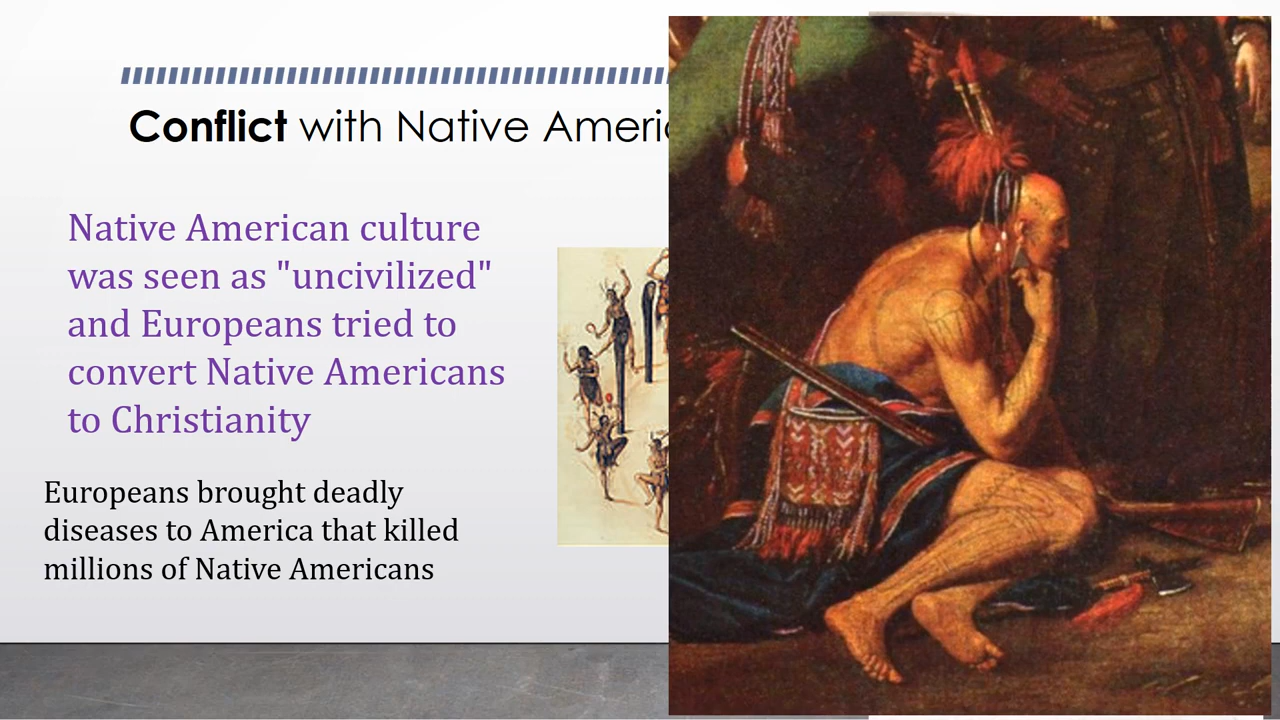 Conflict with Native Americ
Native American culture
was seen as "uncivilized"
and Europeans tried to
convert Native Americans
to Christianity
Europeans brought deadly
diseases to America that killed
millions of Native Americans